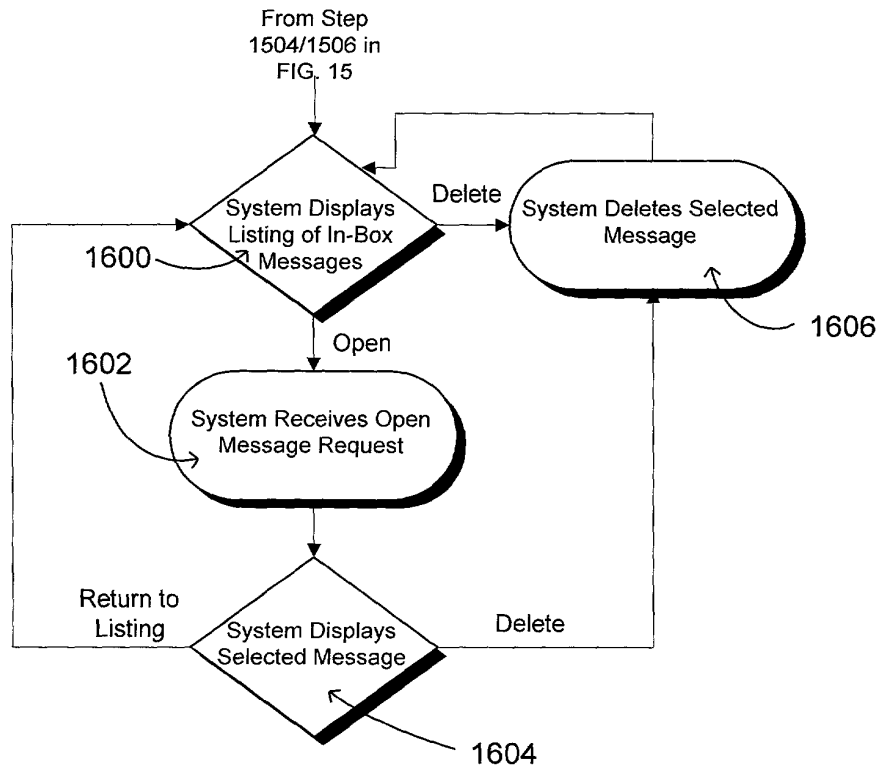 From Step
1504/1506 in
FIG. 15
System Displays
Listing of In-Box
Messages
1600
Delete
System Deletes Selected
Message
1606
Open
1602
System Receives Open
Message Request
Return to
Listing
System Displays
Selected Message
Delete
1604